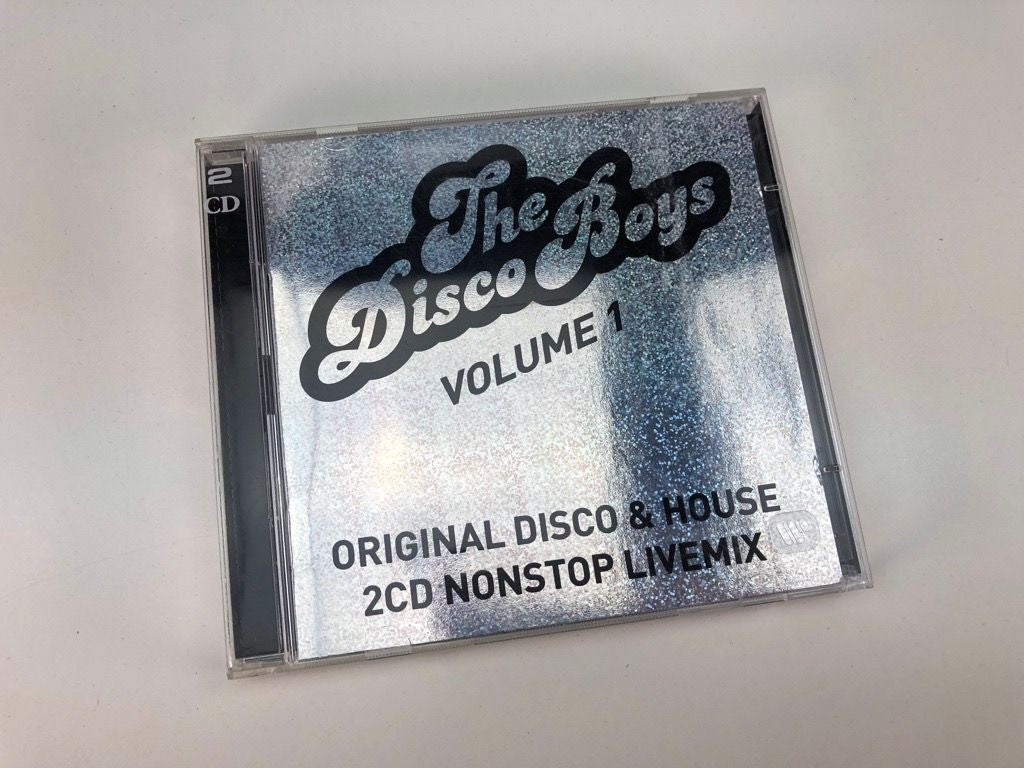 2
CD
The
Disco Boys
VOLUME 1
ORIGINAL DISCO & HOUSE
2CD NONSTOP LIVEMIX